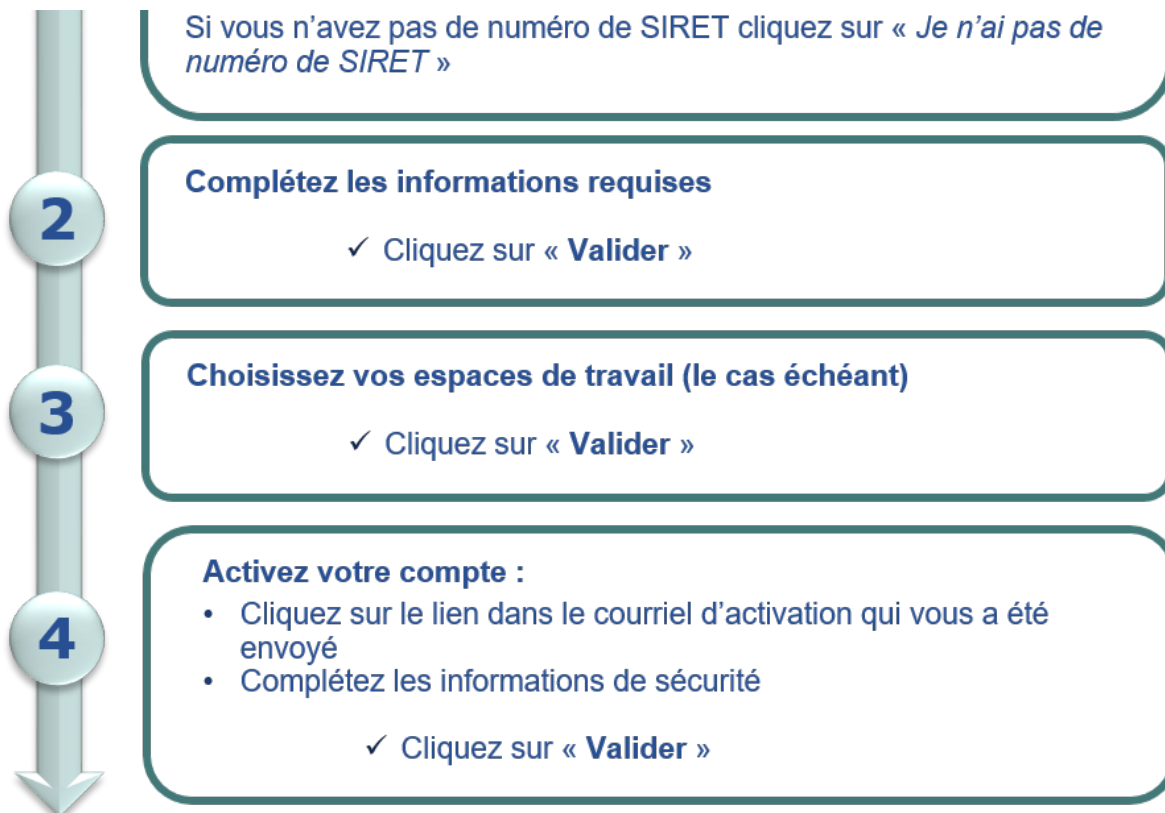 Si vous n’avez pas de numéro de SIRET cliquez sur « Je n’ai pas de
numéro de SIRET »
2
Complétez les informations requises
✓ Cliquez sur « Valider »
3
Choisissez vos espaces de travail (le cas échéant)
✓ Cliquez sur « Valider »
4
Activez votre compte :
• Cliquez sur le lien dans le courriel d’activation qui vous a été
envoyé
• Complétez les informations de sécurité
✓ Cliquez sur « Valider »